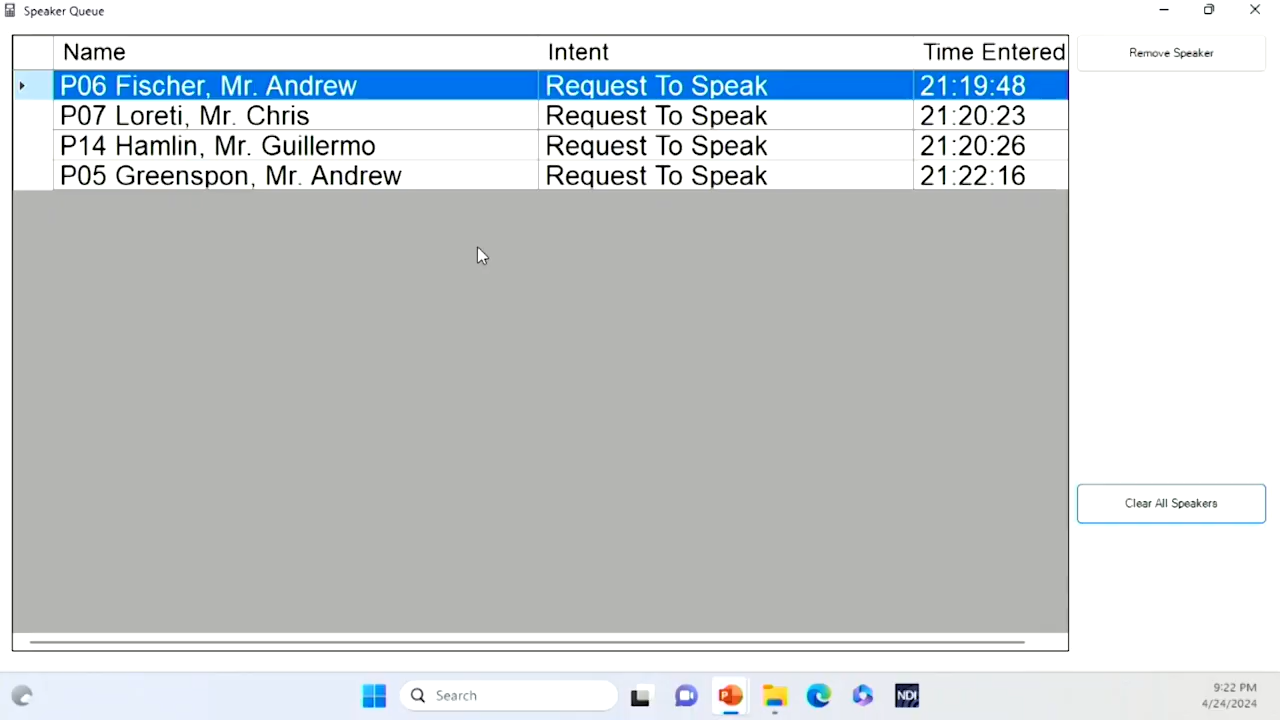 Speaker Queue
Name Intent Time Entered
P06 Fischer, Mr. Andrew Request To Speak 21:19:48
P07 Loreti, Mr. Chris Request To Speak 21:20:23
P14 Hamlin, Mr. Guillermo Request To Speak 21:20:26
P05 Greenspon, Mr. Andrew Request To Speak 21:22:16
Remove Speaker
Clear All Speakers
Search
NDI
9:22 PM
4/24/2024